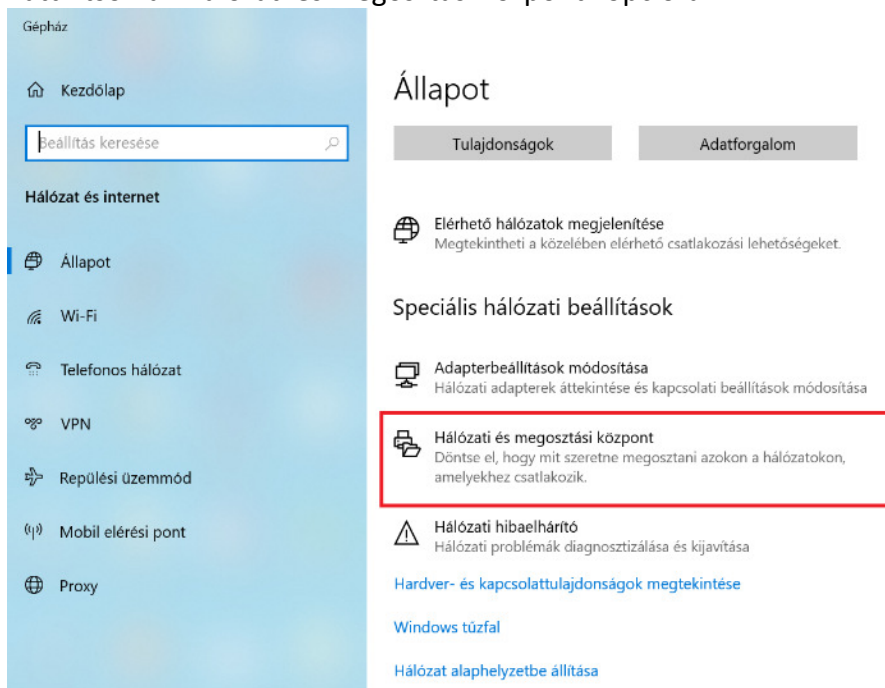 Gépház
Kezdőlap
Beállítás keresése
Hálózat és internet
Állapot
Wi-Fi
Telefonos hálózat
VPN
Repülési üzemmód
Mobil elérési pont
Proxy
Állapot
Tulajdonságok
Adatforgalom
Elérhető hálózatok megjelenítése
Megtekintheti a közelében elérhető csatlakozási lehetőségeket.
Speciális hálózati beállítások
Adapterbeállítások módosítása
Hálózati adapterek áttekintése és kapcsolati beállítások módosítása
Hálózati és megosztási központ
Döntse el, hogy mit szeretne megosztani azokon a hálózatokon,
amelyekhez csatlakozik.
Hálózati hibaelhárító
Hálózati problémák diagnosztizálása és kijavítása
Hardver- és kapcsolattulajdonságok megtekintése
Windows tűzfal
Hálózat alaphelyzetbe állítása